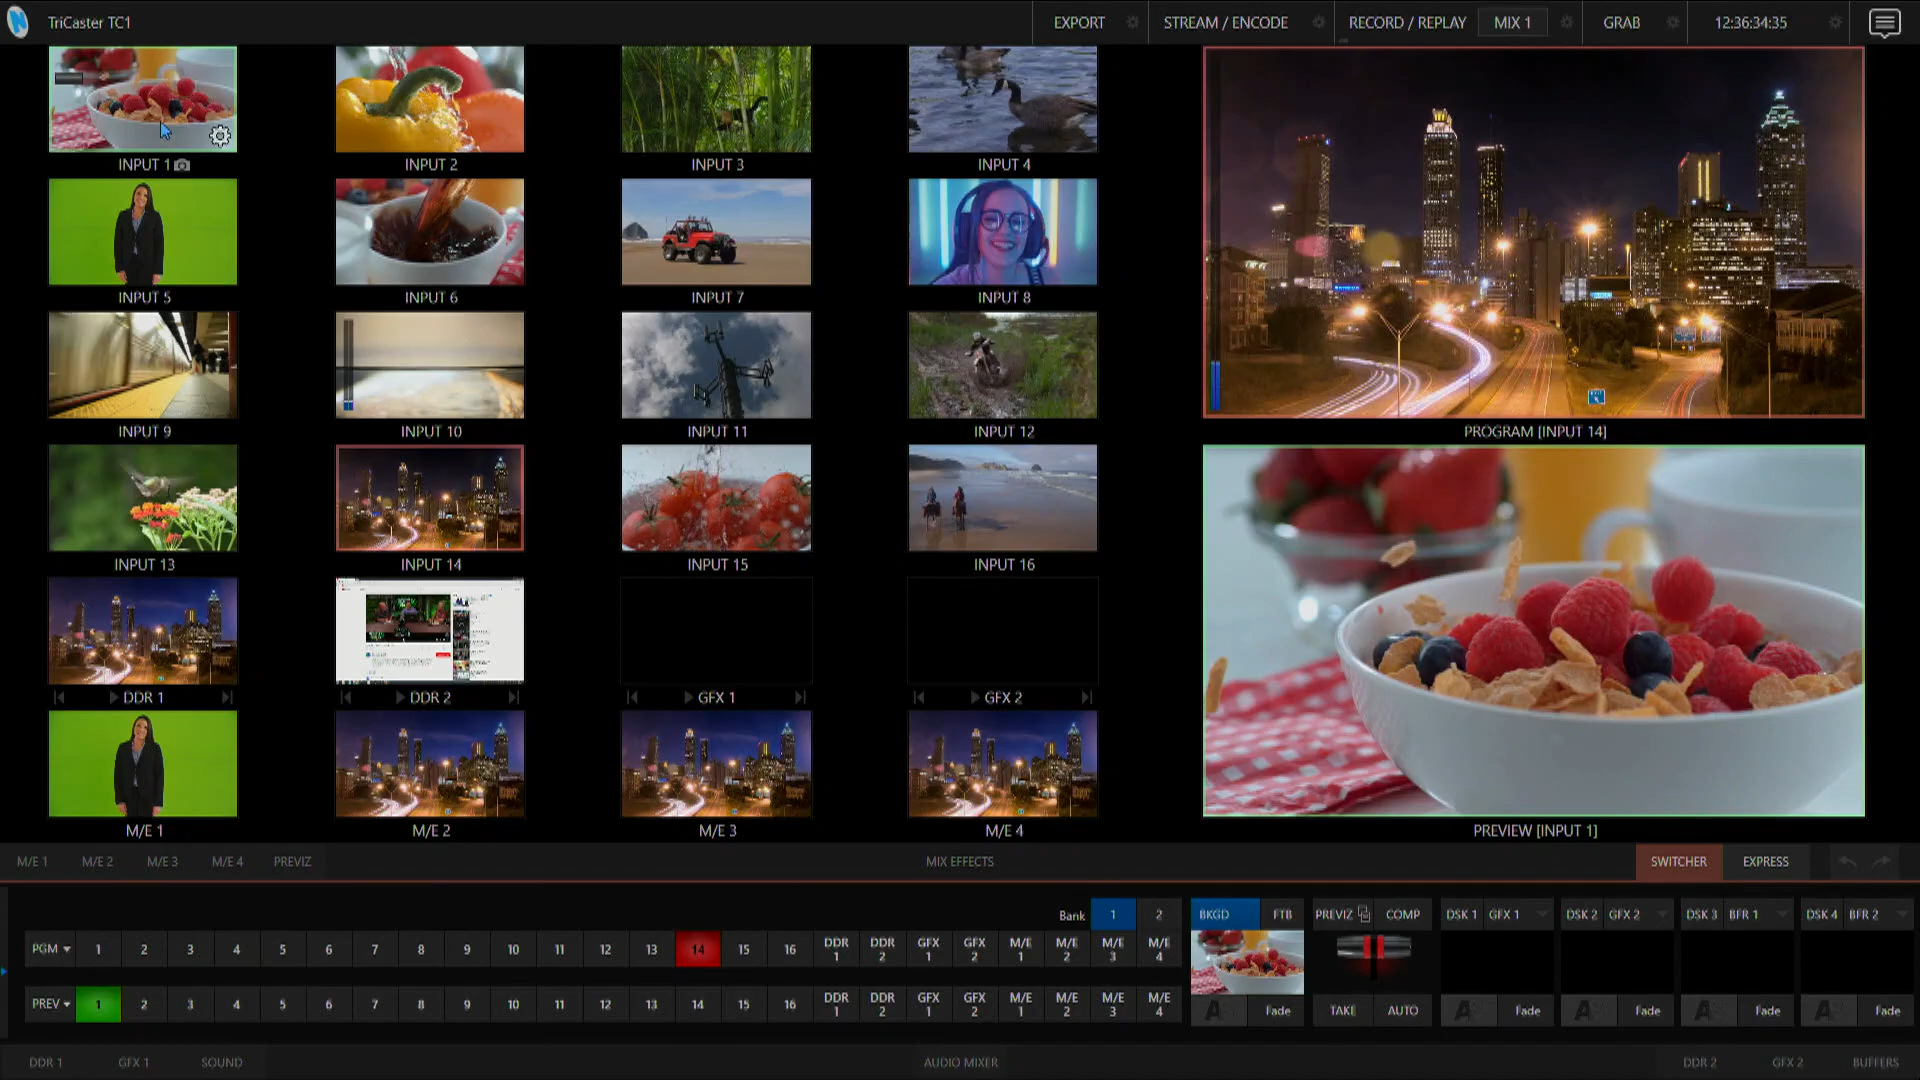 TriCaster TC1
EXPORT
STREAM / ENCODE
RECORD / REPLAY
MIX 1
GRAB
12:36:34:35
INPUT 1
INPUT 2
INPUT 3
INPUT 4
INPUT 5
INPUT 6
INPUT 7
INPUT 8
INPUT 9
INPUT 10
INPUT 11
INPUT 12
PROGRAM [INPUT 14]
INPUT 13
INPUT 14
INPUT 15
INPUT 16
DDR 1
DDR 2
GFX 1
GFX 2
M/E 1
M/E 2
M/E 3
M/E 4
PREVIEW [INPUT 1]
M/E 1
M/E 2
M/E 3
M/E 4
PREVIZ
MIX EFFECTS
SWITCHER
EXPRESS
Bank
1
2
BKGD
FTB
PREVIZ
COMP
DSK 1
GFX 1
DSK 2
GFX 2
DSK 3
BFR 1
DSK 4
BFR 2
PGM 1 2 3 4 5 6 7 8 9 10 11 12 13 14 15 16 DDR 1 DDR 2 GFX 1 GFX 2 M/E 1 M/E 2 M/E 3 M/E 4
PREV 1 2 3 4 5 6 7 8 9 10 11 12 13 14 15 16 DDR 1 DDR 2 GFX 1 GFX 2 M/E 1 M/E 2 M/E 3 M/E 4
Fade
TAKE
AUTO
Fade
Fade
Fade
Fade
DDR 1
GFX 1
SOUND
AUDIO MIXER
DDR 2
GFX 2
BUFFERS